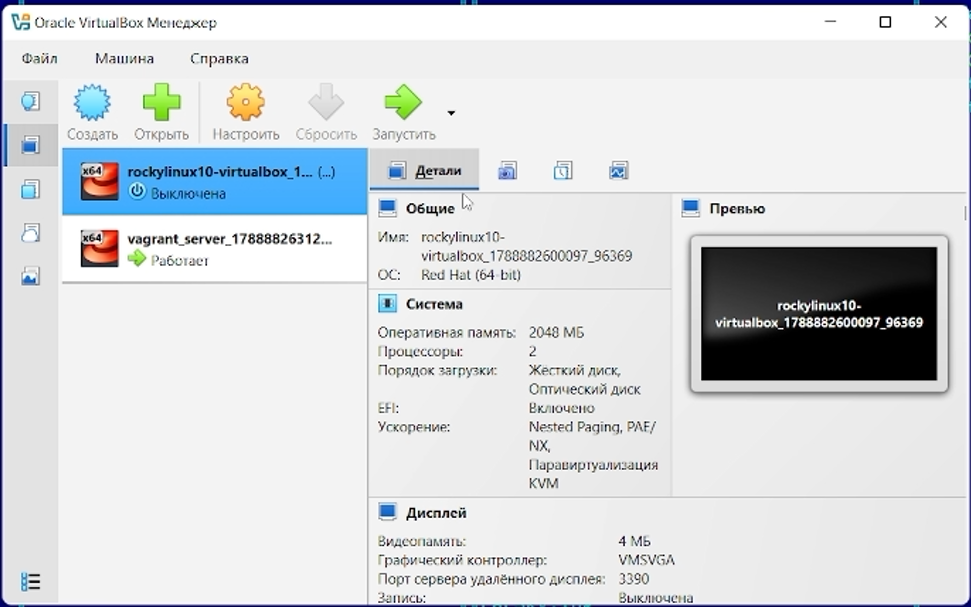 Oracle VirtualBox Менеджер
Файл Машина Справка
Создать Открыть Настроить Сбросить Запустить
x64 rockylinux10-virtualbox_1... (...)
Выключена
x64 vagrant_server_17888826312...
Работает
Детали
Общие
Имя: rockylinux10-
virtualbox_1788882600097_96369
ОС: Red Hat (64-bit)
Система
Оперативная память: 2048 МБ
Процессоры: 2
Порядок загрузки: Жёсткий диск,
Оптический диск
EFI: Включено
Ускорение: Nested Paging, PAE/
NX,
Паравиртуализация
KVM
Превью
rockylinux10-
virtualbox_1788882600097_96369
Дисплей
Видеопамять: 4 МБ
Графический контроллер: VMSVGA
Порт сервера удалённого дисплея: 3390
Запись: Выключена